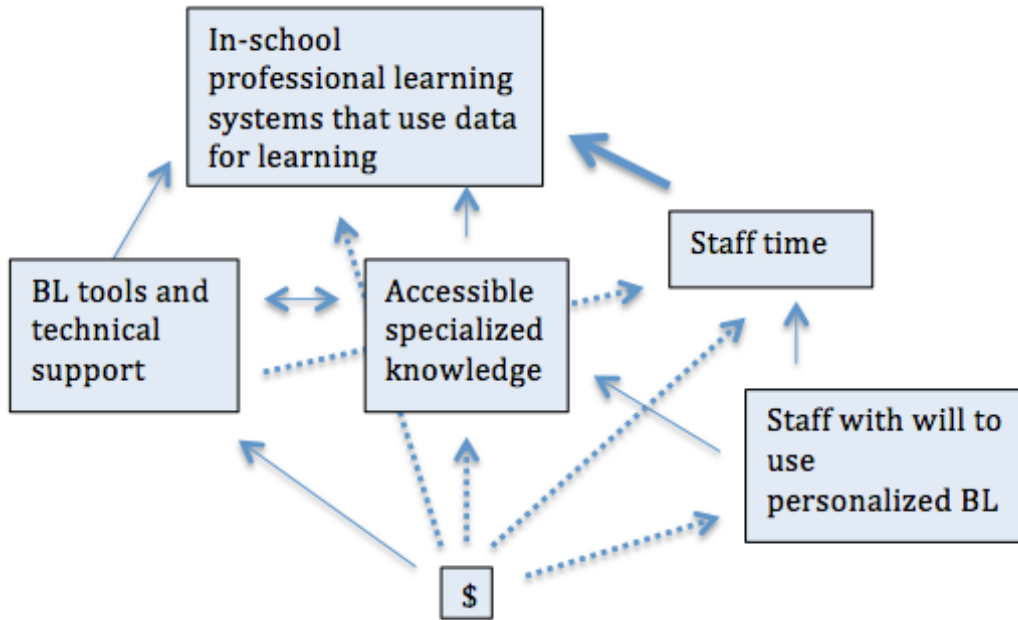 In-school
professional learning
systems that use data
for learning
Staff time
BL tools and
technical
support
Accessible
specialized
knowledge
Staff with will to
use
personalized BL
$